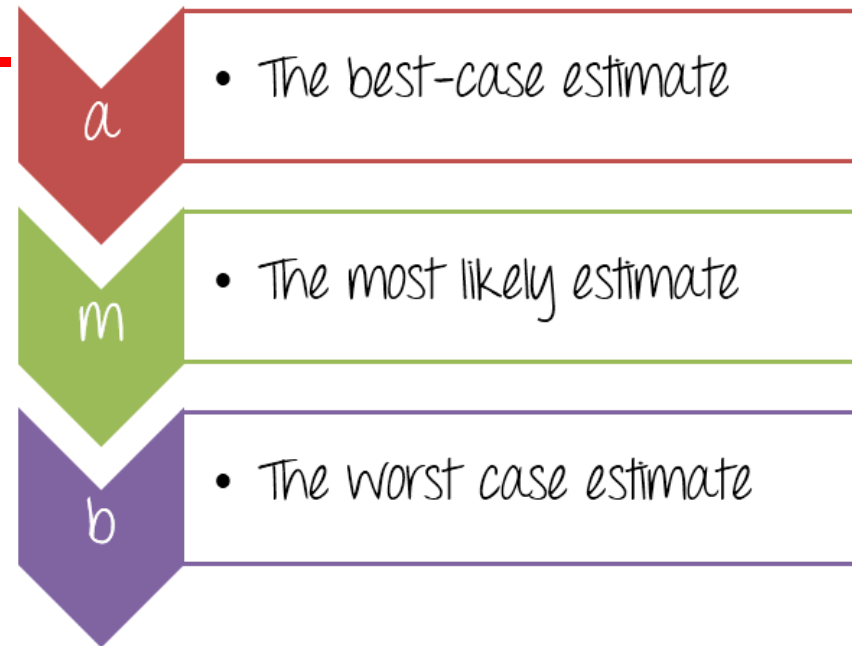 a
• The best-case estimate
m
• The most likely estimate
b
• The worst case estimate